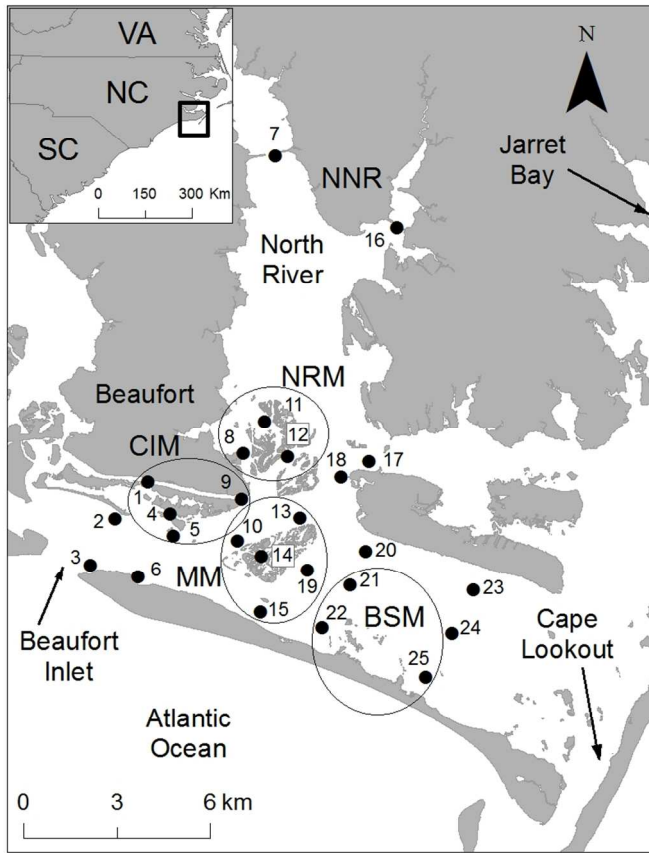 VA
NC
SC
0 150 300 Km
N
7
NNR
Jarret
Bay
16
North
River
NRM
Beaufort
11
12
8
CIM
17
18
9
1
4
2
5
10
13
14
20
3
6
MM
19
21
23
15
22
BSM
24
25
Beaufort
Inlet
Cape
Lookout
Atlantic
Ocean
0 3 6 km